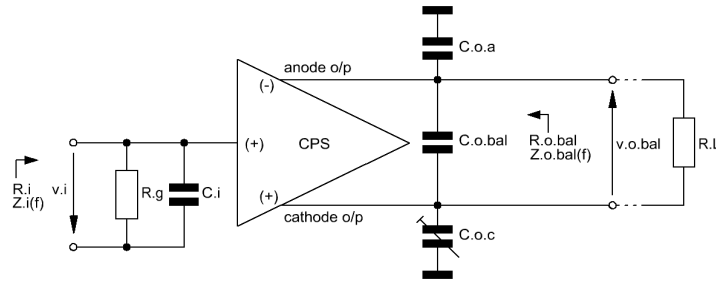 C.o.a
anode o/p
(-)
(+)
CPS
C.o.bal
R.o.bal
Z.o.bal(f)
v.o.bal
R.L
R.i
Z.i(f)
v.i
R.g
C.i
(+)
cathode o/p
C.o.c